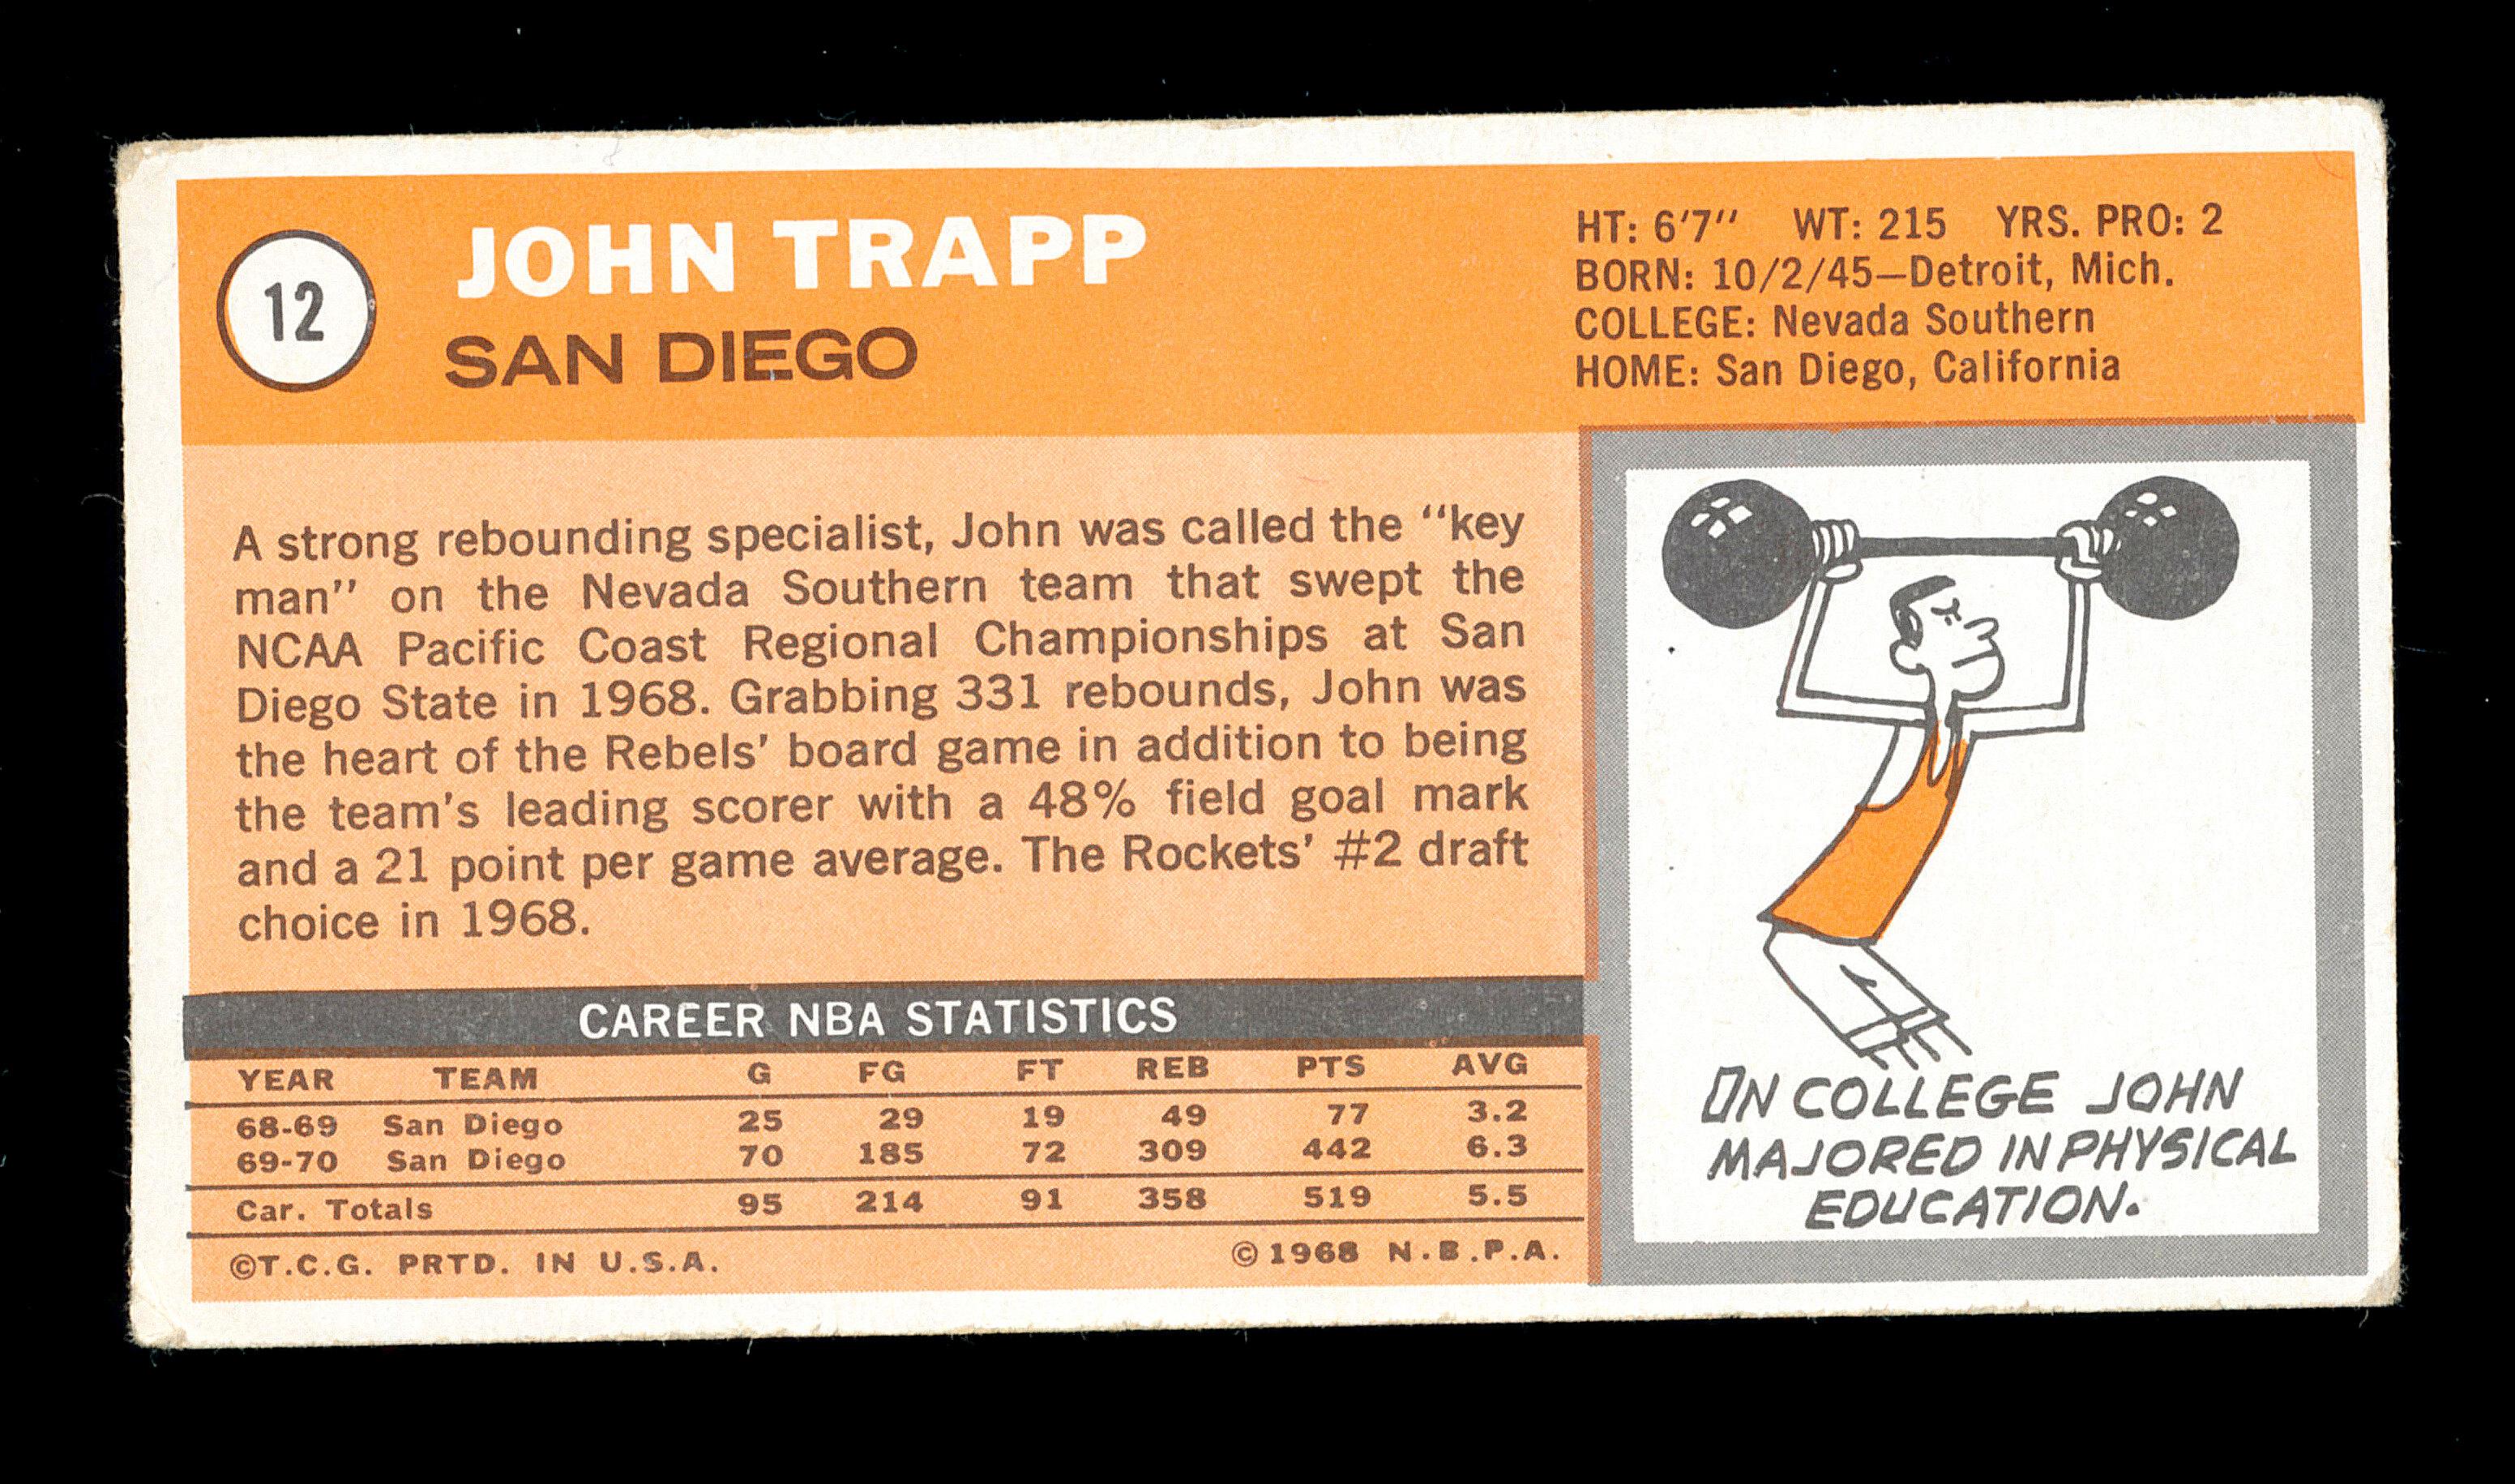 12
JOHN TRAPP
SAN DIEGO
HT: 6'7" WT: 215 YRS. PRO: 2
BORN: 10/2/45—Detroit, Mich.
COLLEGE: Nevada Southern
HOME: San Diego, California
A strong rebounding specialist, John was called the "key
man" on the Nevada Southern team that swept the
NCAA Pacific Coast Regional Championships at San
Diego State in 1968. Grabbing 331 rebounds, John was
the heart of the Rebels' board game in addition to being
the team's leading scorer with a 48% field goal mark
and a 21 point per game average. The Rockets' #2 draft
choice in 1968.
CAREER NBA STATISTICS
YEAR TEAM G FG FT REB PTS AVG
68-69 San Diego 25 29 19 49 77 3.2
69-70 San Diego 70 185 72 309 442 6.3
Car. Totals 95 214 91 358 519 5.5
©T.C.G. PRTD. IN U.S.A. © 1968 N.B.P.A.
IN COLLEGE JOHN
MAJORED IN PHYSICAL
EDUCATION.